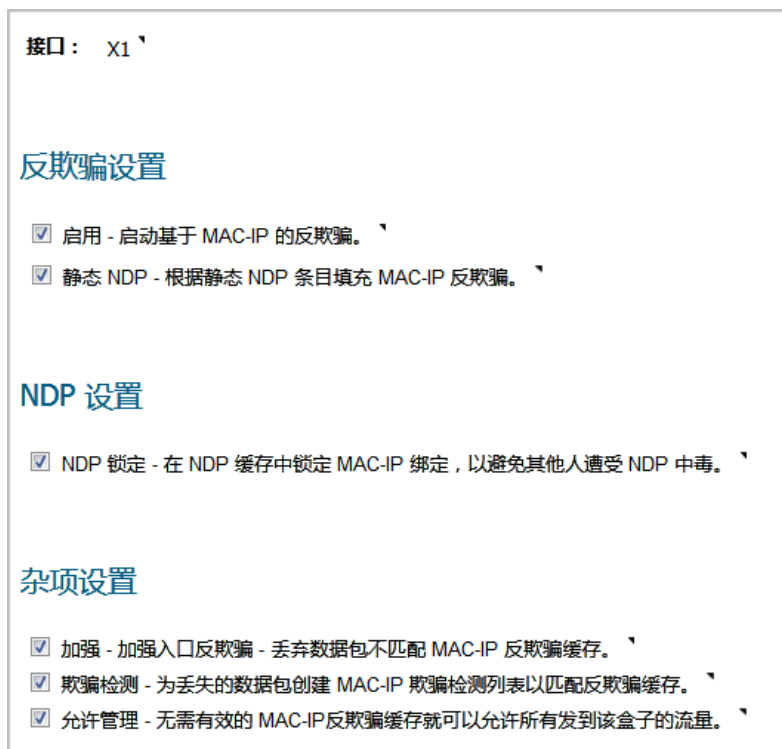 接口： X1
反欺骗设置
启用 - 启动基于 MAC-IP 的反欺骗。
静态 NDP - 根据静态 NDP 条目填充 MAC-IP 反欺骗。
NDP 设置
NDP 锁定 - 在 NDP 缓存中锁定 MAC-IP 绑定，以避免其他人遭受 NDP 中毒。
杂项设置
加强 - 加强入口反欺骗 - 丢弃数据包不匹配 MAC-IP 反欺骗缓存。
欺骗检测 - 为丢失的数据包创建 MAC-IP 欺骗检测列表以匹配反欺骗缓存。
允许管理 - 无需有效的 MAC-IP反欺骗缓存就可以允许所有发到该盒子的流量。